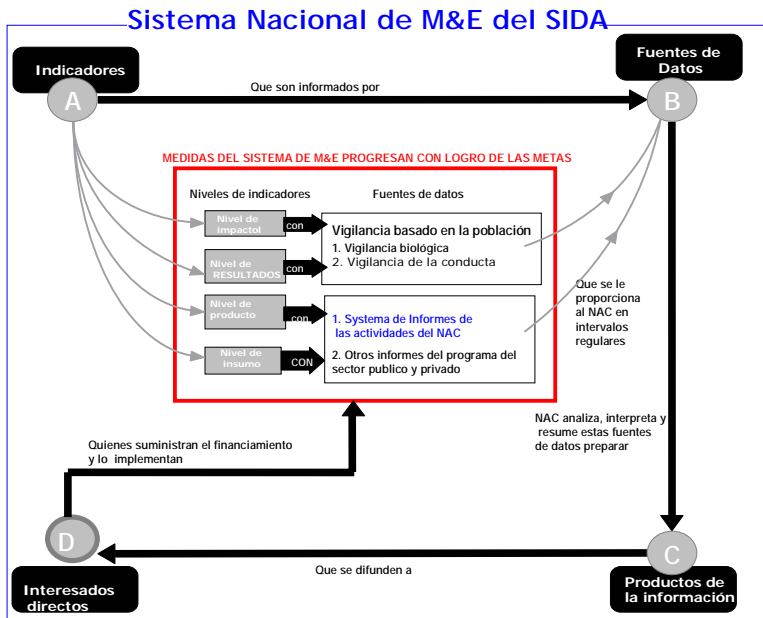 Sistema Nacional de M&E del SIDA
Indicadores
A
Que son informados por
Fuentes de
Datos
B
MEDIDAS DEL SISTEMA DE M&E PROGRESAN CON LOGRO DE LAS METAS
Niveles de indicadores
Fuentes de datos
Nivel de
impactol
con
Nivel de
RESULTADOS
con
Vigilancia basado en la población
1. Vigilancia biológica
2. Vigilancia de la conducta
Nivel de
producto
con
Nivel de
insumo
CON
1. Systema de Informes de
las actividades del NAC
2. Otros informes del programa del
sector publico y privado
Que se le
proporciona
al NAC en
intervalos
regulares
NAC analiza, interpreta y
resume estas fuentes
de datos preparar
Quienes suministran el financiamiento
y lo implementan
D
Interesados
directos
Que se difunden a
C
Productos de
la información